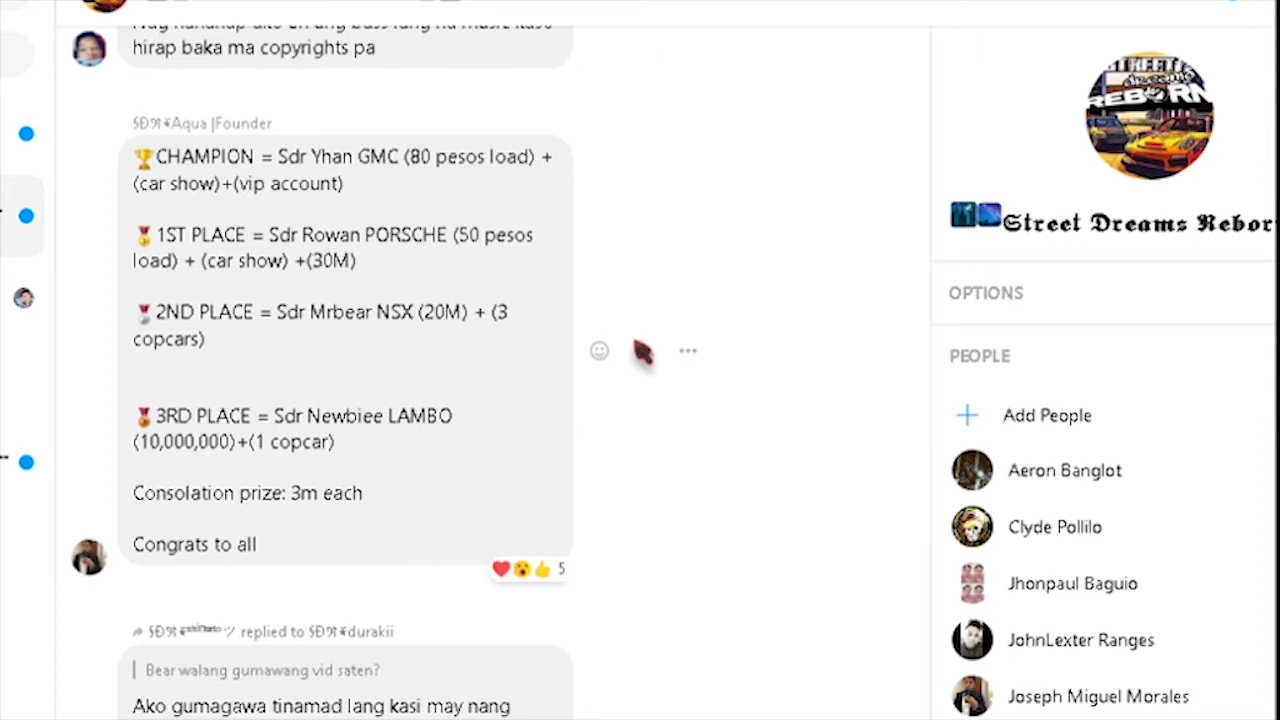 hirap baka ma copyrights pa
Aqua |Founder
🏆CHAMPION = Sdr Yhan GMC (80 pesos load) +
(car show)+(vip account)
🥇1ST PLACE = Sdr Rowan PORSCHE (50 pesos
load) + (car show) +(30M)
🥈2ND PLACE = Sdr Mrbear NSX (20M) + (3
copcars)
🥉3RD PLACE = Sdr Newbiee LAMBO
(10,000,000)+(1 copcar)
Consolation prize: 3m each
Congrats to all
5
replied to durakii
Bear walang gumawang vid saten?
Ako gumagawa tinamad lang kasi may nang
STREET
REBORN
𝕾𝖙𝖗𝖊𝖊𝖙 𝕯𝖗𝖊𝖆𝖒𝖘 𝕽𝖊𝖇𝖔𝖗
OPTIONS
PEOPLE
Add People
Aeron Banglot
Clyde Pollilo
Jhonpaul Baguio
JohnLexter Ranges
Joseph Miguel Morales